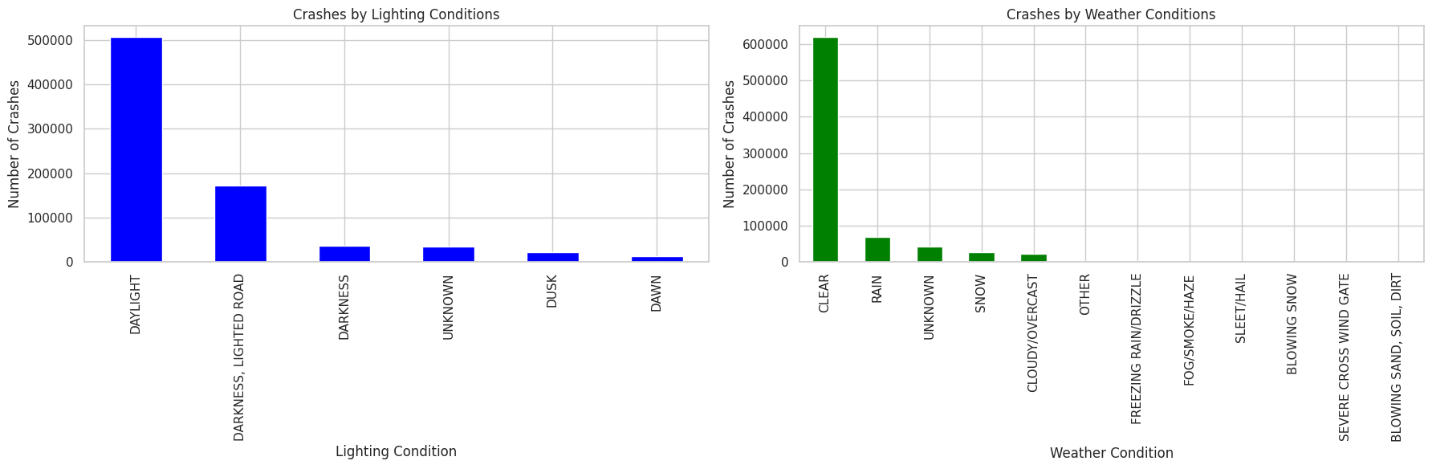 Crashes by Lighting Conditions
Number of Crashes
500000
400000
300000
200000
100000
0
DAYLIGHT
DARKNESS, LIGHTED ROAD
DARKNESS
UNKNOWN
DUSK
DAWN
Lighting Condition
Crashes by Weather Conditions
Number of Crashes
600000
500000
400000
300000
200000
100000
0
CLEAR
RAIN
UNKNOWN
SNOW
CLOUDY/OVERCAST
OTHER
FREEZING RAIN/DRIZZLE
FOG/SMOKE/HAZE
SLEET/HAIL
BLOWING SNOW
SEVERE CROSS WIND GATE
BLOWING SAND, SOIL, DIRT
Weather Condition